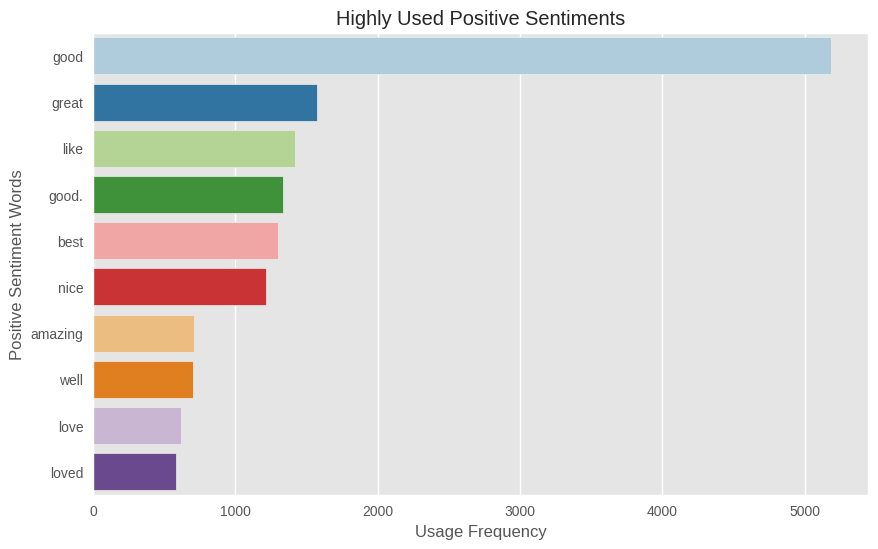 Highly Used Positive Sentiments
Positive Sentiment Words
good
great
like
good.
best
nice
amazing
well
love
loved
0 1000 2000 3000 4000 5000
Usage Frequency